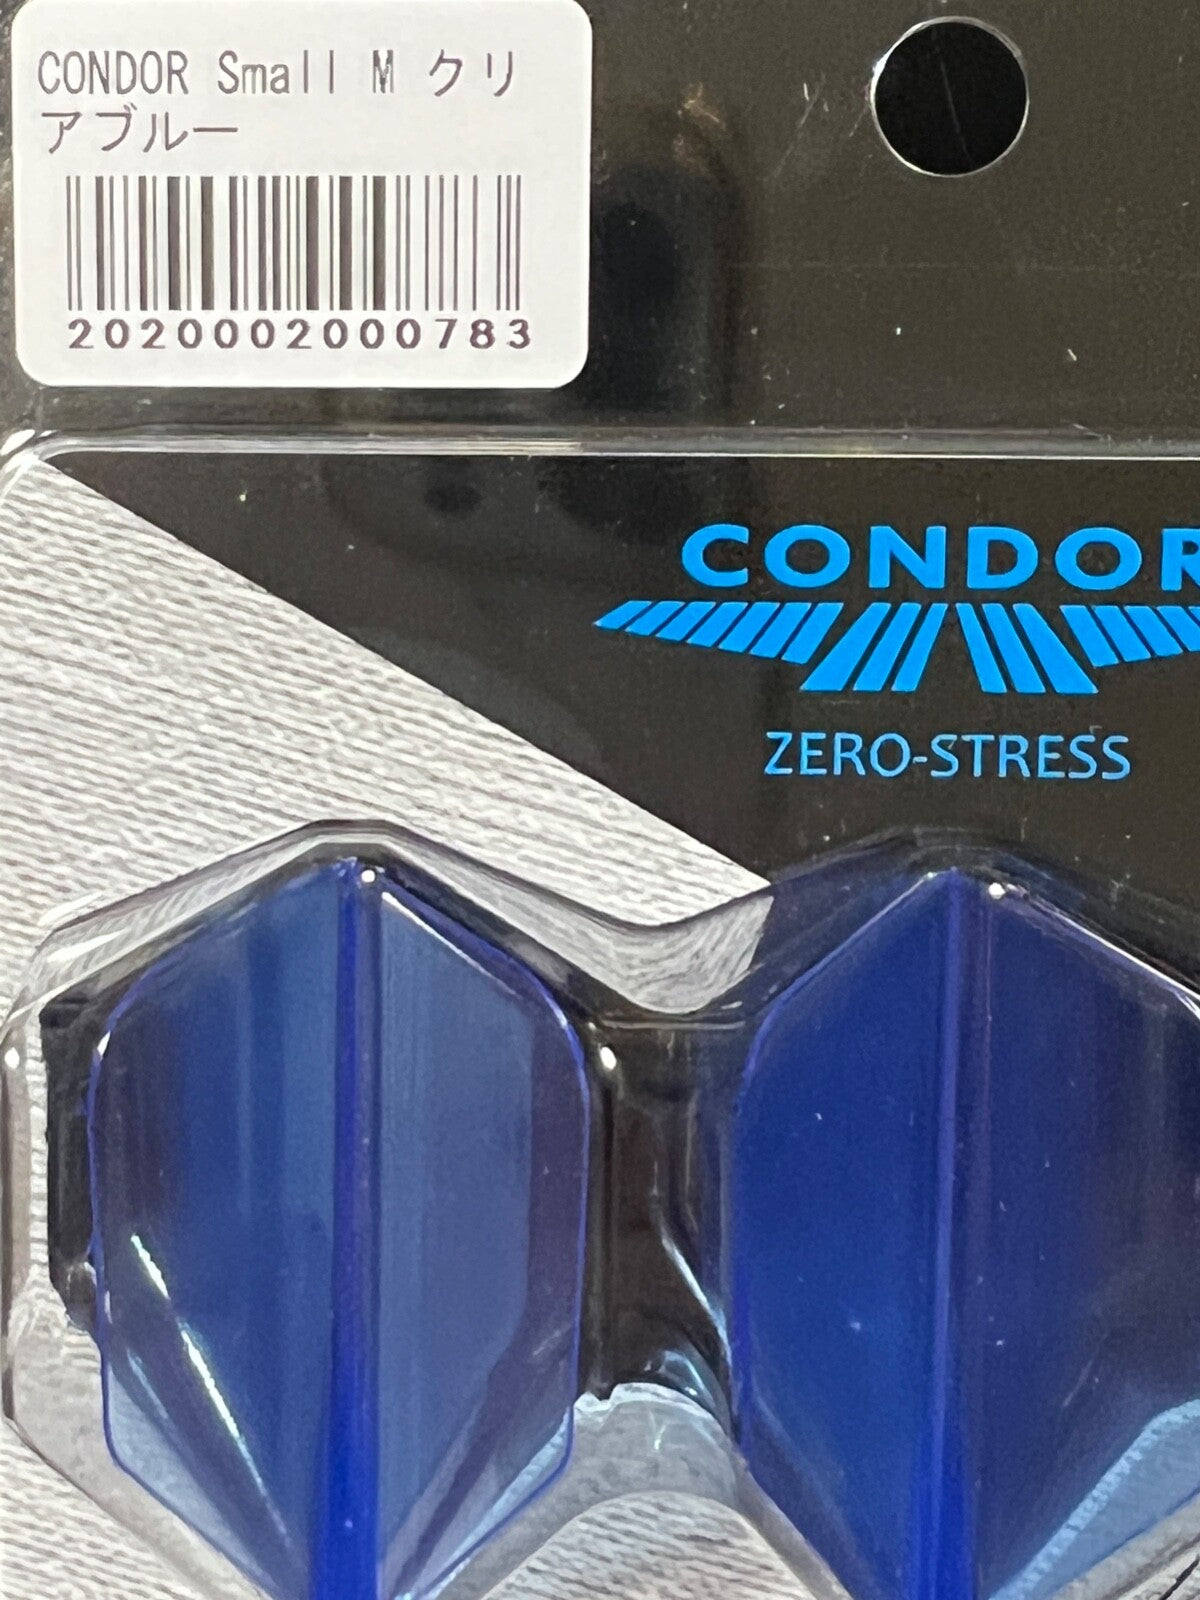 CONDOR Small M クリ
アブルー
2020002000783
CONDOR
ZERO-STRESS